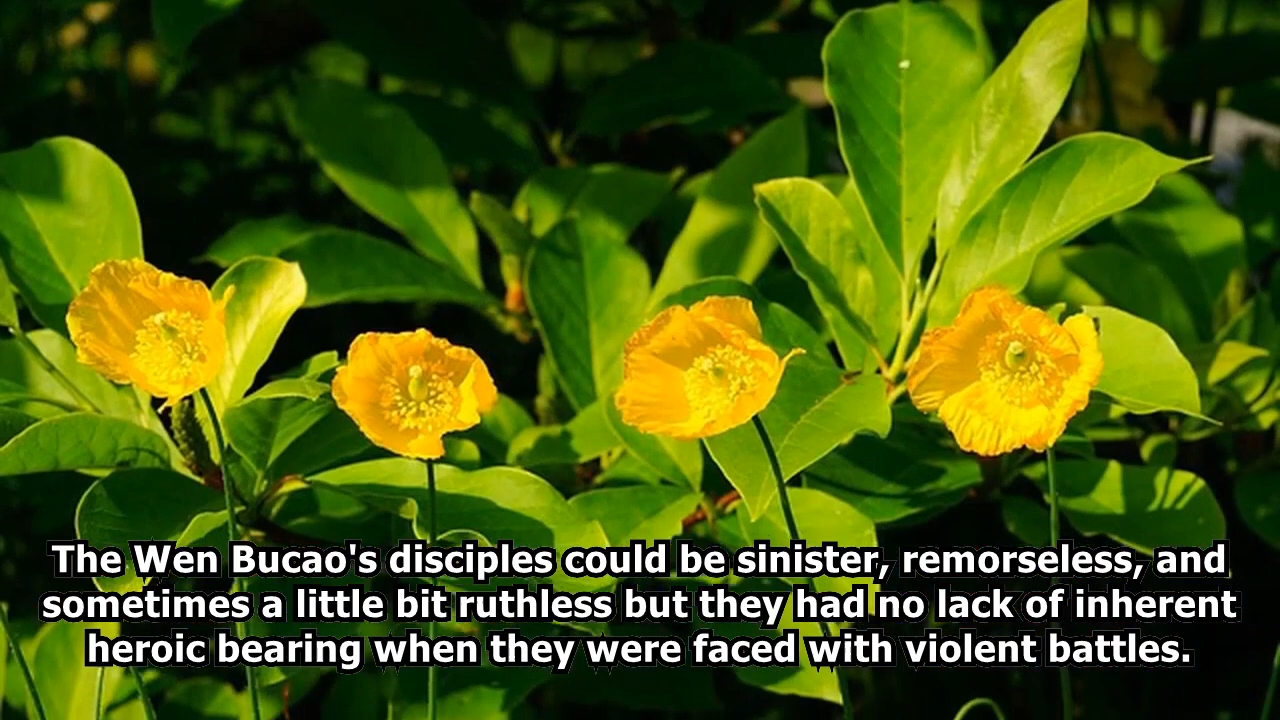 The Wen Bucao's disciples could be sinister, remorseless, and
sometimes a little bit ruthless but they had no lack of inherent
heroic bearing when they were faced with violent battles.